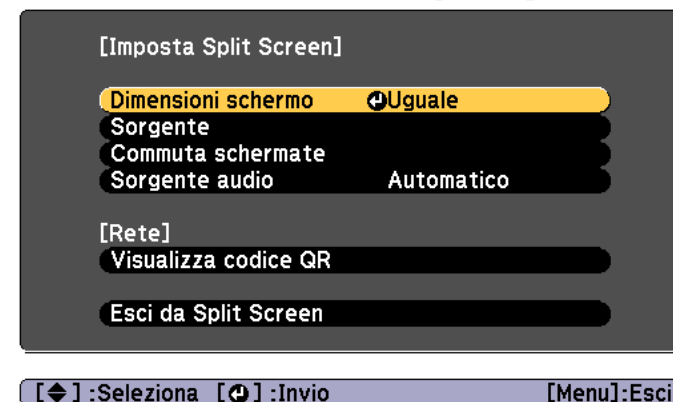 [Imposta Split Screen]
Dimensioni schermo Uguale
Sorgente
Commuta schermate
Sorgente audio Automatico
[Rete]
Visualizza codice QR
Esci da Split Screen
[◆] :Seleziona [⏎] :Invio [Menu]:Esci